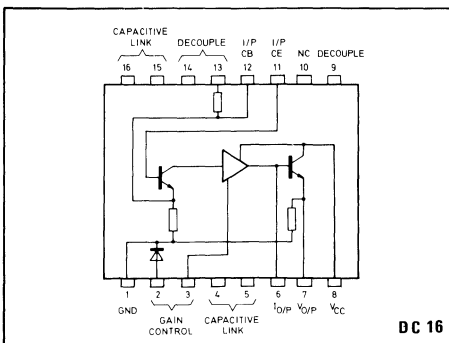 CAPACITIVE
LINK
DECOUPLE
I/P
CB
I/P
CE
NC
DECOUPLE
16 15 14 13 12 11 10 9
1 2 3 4 5 6 7 8
GND
GAIN
CONTROL
CAPACITIVE
LINK
I O/P
V O/P
VCC
DC 16